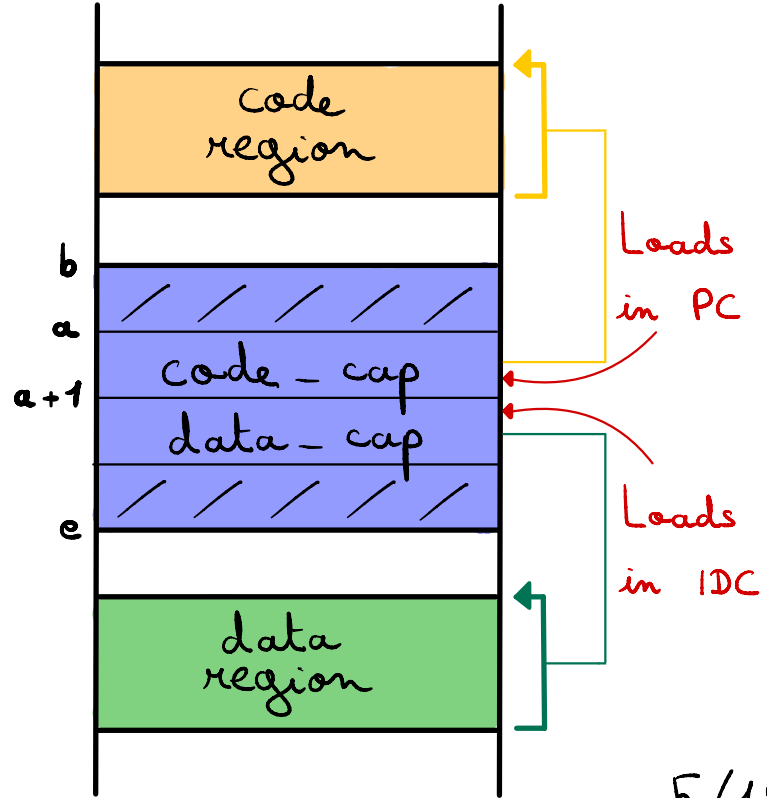 code
region
Loads
in PC
b
a
code_cap
a+1
data_cap
e
Loads
in IDC
data
region